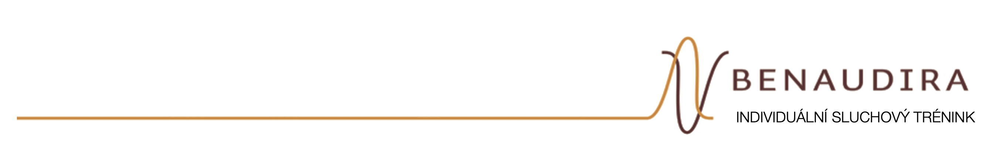 BENAUDIRA
INDIVIDUÁLNÍ SLUCHOVÝ TRÉNINK